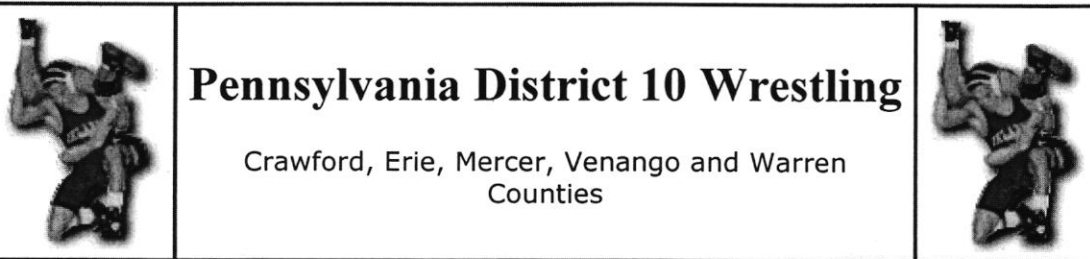 Pennsylvania District 10 Wrestling
Crawford, Erie, Mercer, Venango and Warren
Counties